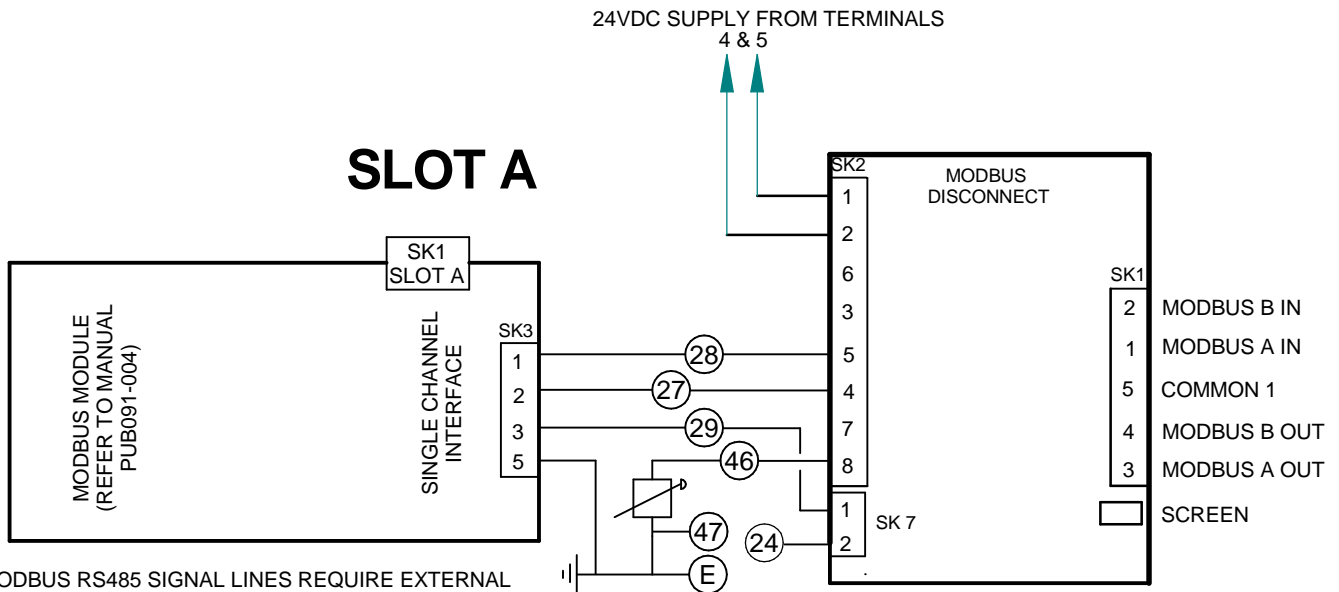 24VDC SUPPLY FROM TERMINALS
4 & 5
SLOT A
SK1
SLOT A
MODBUS MODULE
(REFER TO MANUAL
PUB091-004)
SINGLE CHANNEL
INTERFACE
SK3
1
2
3
5
28
27
29
46
47
24
E
SK2
1
2
6
3
5
4
7
8
1
2
SK 7
MODBUS
DISCONNECT
SK1
2 MODBUS B IN
1 MODBUS A IN
5 COMMON 1
4 MODBUS B OUT
3 MODBUS A OUT
SCREEN
RS485 SIGNAL LINES REQUIRE EXTERNAL